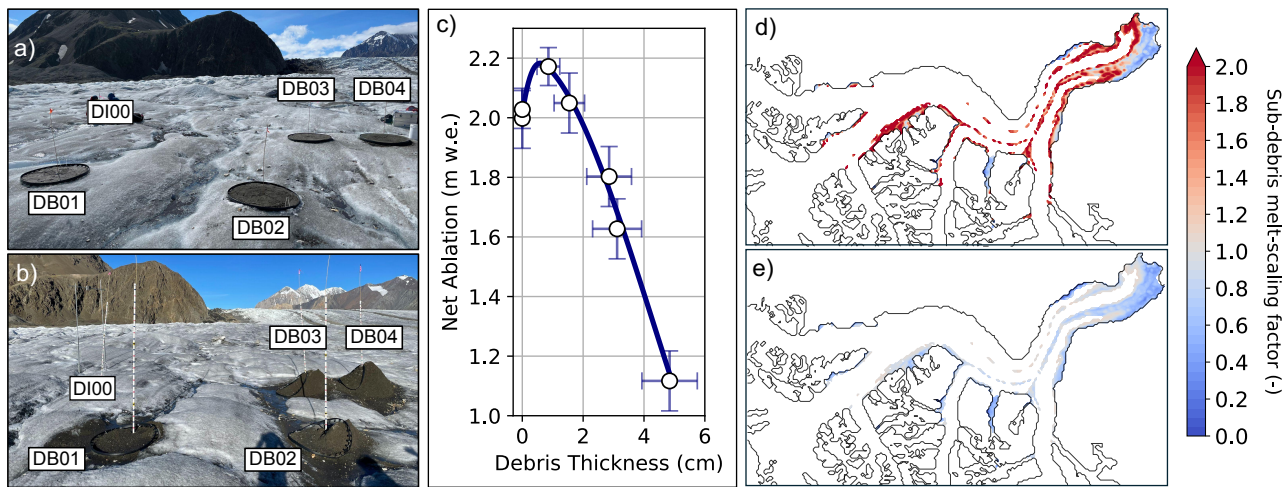 a)
DI00
DB03
DB04
DB01
DB02
b)
DB03
DB04
DI00
DB01
DB02
c)
Net Ablation (m w.e.)
2.2
2.0
1.8
1.6
1.4
1.2
1.0
0 2 4 6
Debris Thickness (cm)
d)
e)
2.0
1.8
1.6
1.4
1.2
1.0
0.8
0.6
0.4
0.2
0.0
Sub-debris melt-scaling factor (-)